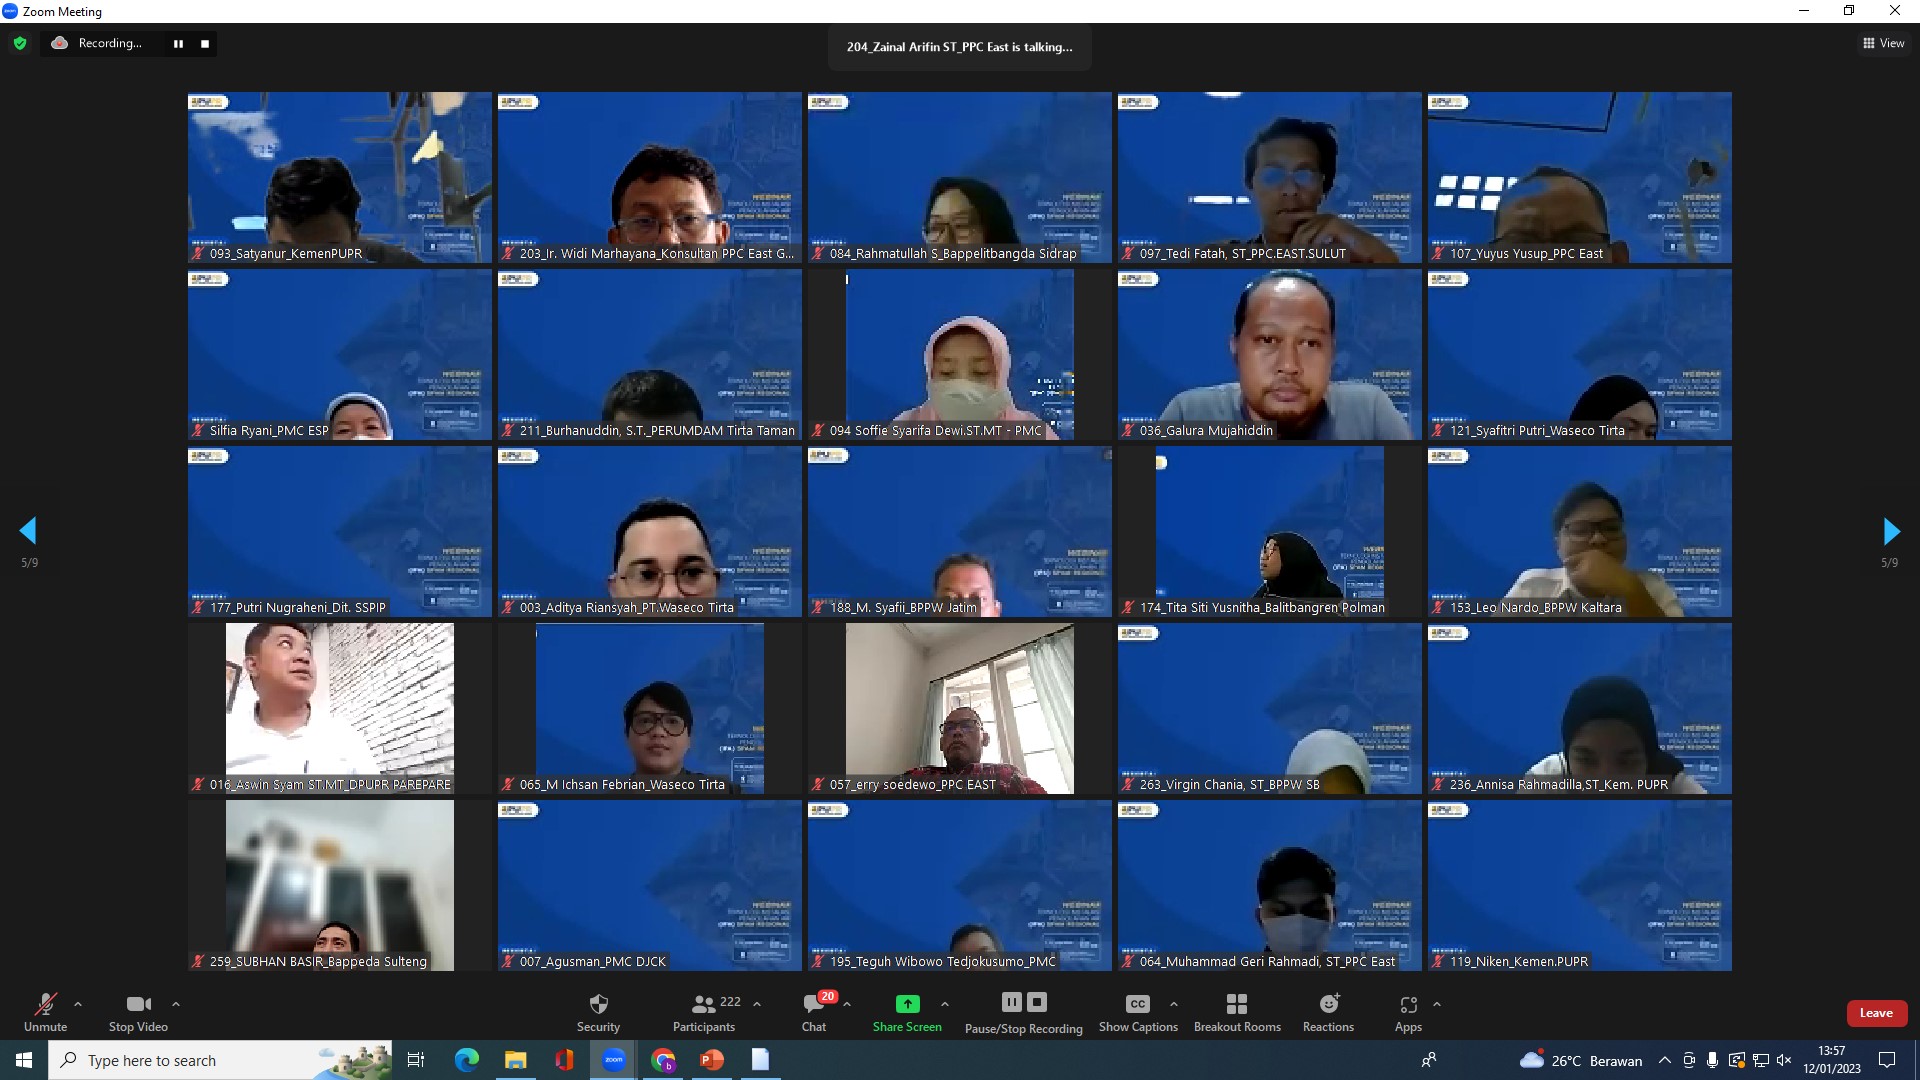 Zoom Meeting
Recording...
204_Zainal Arifin ST_PPC East is talking...
View
093_Satyanur_KemenPUPR
203_Ir. Widi Marhayana_Konsultan PPC East G...
084_Rahmatullah S_Bappelitbangda Sidrap
097_Tedi Fatah, ST_PPC.EAST.SULUT
107_Yuyus Yusup_PPC East
Silfia Ryani_PMC ESP
211_Burhanuddin, S.T._PERUMDAM Tirta Taman
094 Soffie Syarifa Dewi.ST.MT - PMC
036_Galura Mujahiddin
121_Syafitri Putri_Waseco Tirta
177_Putri Nugraheni_Dit. SSPIP
003_Aditya Riansyah_PT.Waseco Tirta
188_M. Syafii_BPPW Jatim
174_Tita Siti Yusnitha_Balitbangren Polman
153_Leo Nardo_BPPW Kaltara
5/9
5/9
016_Aswin Syam ST.MT_DPUPR PAREPARE
065_M Ichsan Febrian_Waseco Tirta
057_erry soedewo_PPC EAST
263_Virgin Chania, ST_BPPW SB
236_Annisa Rahmadilla,ST_Kem. PUPR
259_SUBHAN BASIR_Bappeda Sulteng
007_Agusman_PMC DJCK
195_Teguh Wibowo Tedjokusumo_PMC
064_Muhammad Geri Rahmadi, ST_PPC East
119_Niken_Kemen.PUPR
Unmute
Stop Video
Security
Participants
222
Chat
20
Share Screen
Pause/Stop Recording
CC
Show Captions
Breakout Rooms
Reactions
Apps
Leave
Type here to search
zoom
26°C Berawan
13:57
12/01/2023